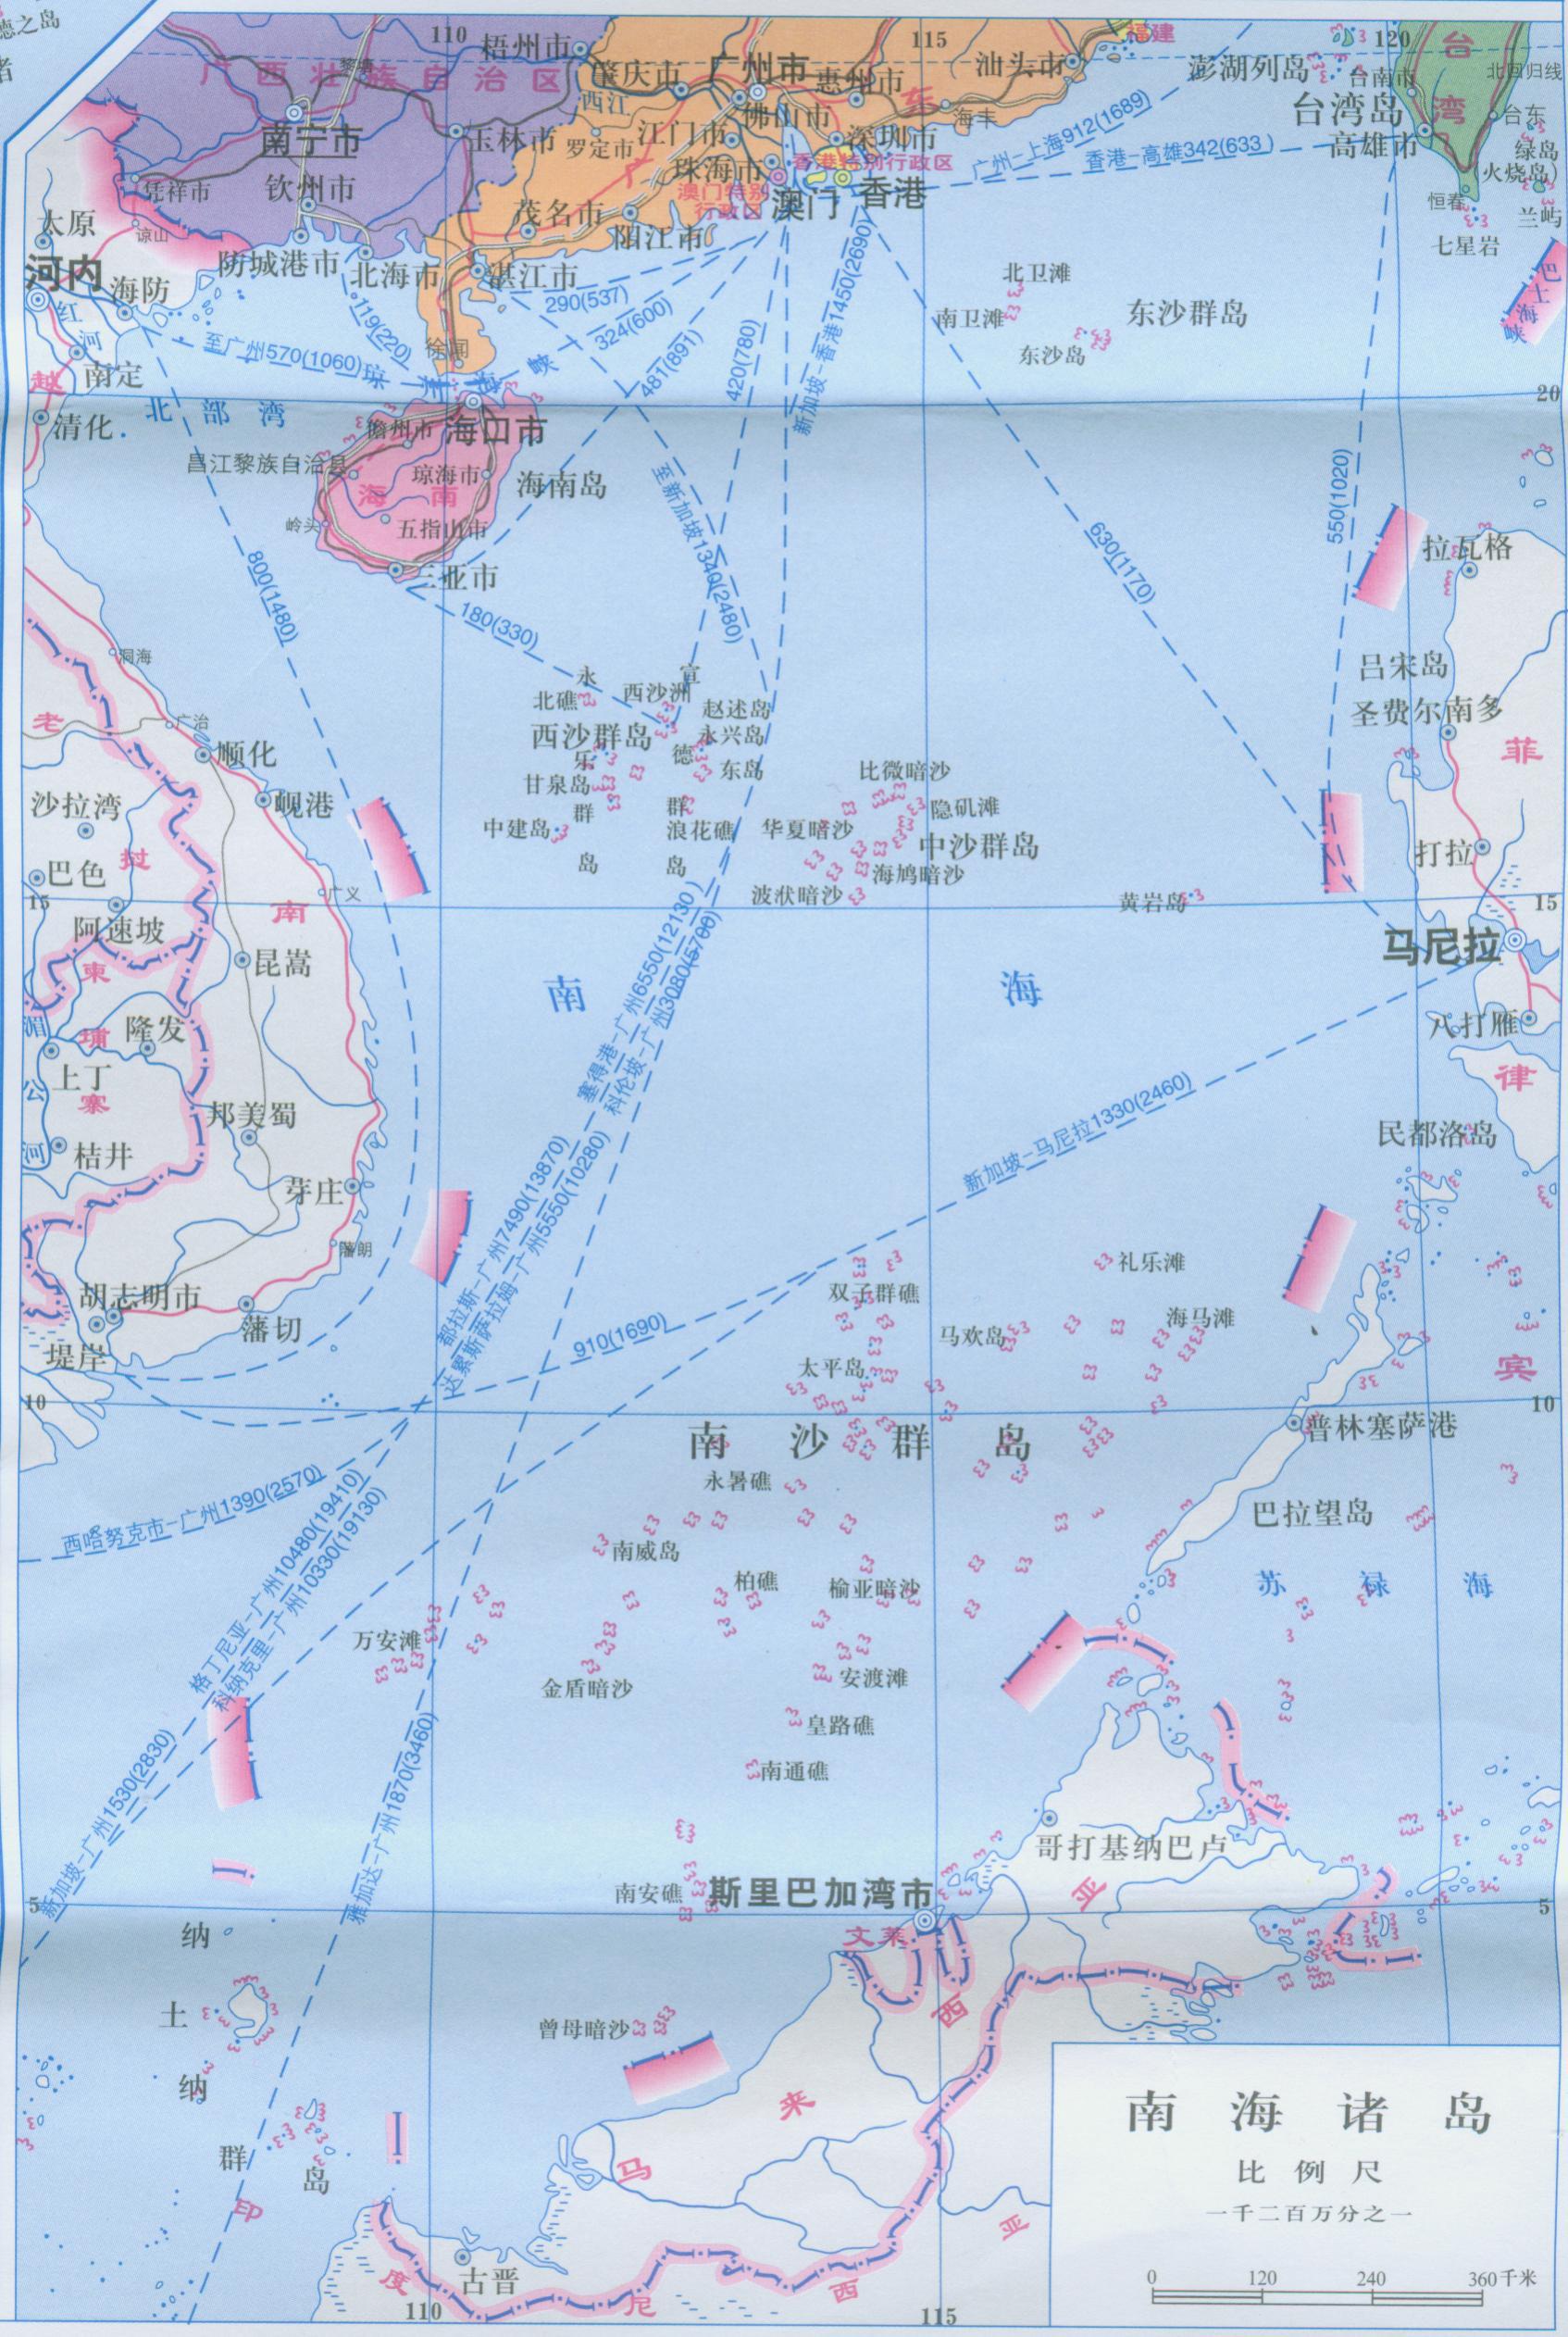 110
115
120
梧州市
肇庆市
广州市
惠州市
汕头市
福建
澎湖列岛
台南市
台
北回归线
广西壮族自治区
黎塘
西江
佛山市
东
海丰
台湾岛
湾
台东
南宁市
玉林市
罗定市
江门市
深圳市
广州-上海912(1689)
高雄市
绿岛
(火烧岛)
凭祥市
钦州市
珠海市
香港特别行政区
香港-高雄342(633)
澳门特别
行政区
澳门
香港
恒春
兰屿
太原
谅山
茂名市
阳江市
七星岩
河内
海防
防城港市
北海市
湛江市
北卫滩
巴士海峡
红河
119(220)
290(537)
324(600)
南卫滩
东沙群岛
东沙岛
至广州570(1060)
徐闻
481(891)
420(780)
新加坡-香港1450(2690)
越
南定
琼
峡
20
清化
北部湾
儋州市
海口市
昌江黎族自治县
琼海市
海南岛
海南
岭头
五指山市
三亚市
至新加坡1340(2480)
630(1170)
550(1020)
拉瓦格
800(1480)
180(330)
洞海
吕宋岛
永
宣
北礁
西沙洲
赵述岛
圣费尔南多
老
广治
西沙群岛
永兴岛
顺化
乐
德
东岛
比微暗沙
菲
沙拉湾
岘港
甘泉岛
群
群
隐矶滩
中建岛
浪花礁
华夏暗沙
中沙群岛
打拉
挝
岛
岛
海鸠暗沙
巴色
广义
波洑暗沙
黄岩岛
15
15
南
阿速坡
马尼拉
柬
昆嵩
南
海
塞得港-广州6550(12130)
科伦坡-广州3080(5700)
湄
埔
隆发
八打雁
上丁
公
寨
邦美蜀
新加坡-马尼拉1330(2460)
律
河
桔井
民都洛岛
芽庄
都拉斯-广州7490(13870)
达累斯萨拉姆-广州5550(10280)
藩朗
礼乐滩
双子群礁
胡志明市
藩切
910(1690)
马欢岛
海马滩
堤岸
太平岛
宾
10
10
南沙群岛
普林塞萨港
永暑礁
西哈努克市-广州1390(2570)
巴拉望岛
格丁尼亚-广州10480(19410)
科纳克里-广州10330(19130)
南威岛
柏礁
榆亚暗沙
苏禄海
万安滩
金盾暗沙
安渡滩
皇路礁
新加坡-广州1530(2830)
雅加达-广州1870(3460)
南通礁
哥打基纳巴卢
南安礁
斯里巴加湾市
亚
5
5
纳
文莱
土
曾母暗沙
西
纳
来
南海诸岛
群
岛
马
比例尺
印
亚
一千二百万分之一
度
古晋
尼
西
0 120 240 360千米
110
115